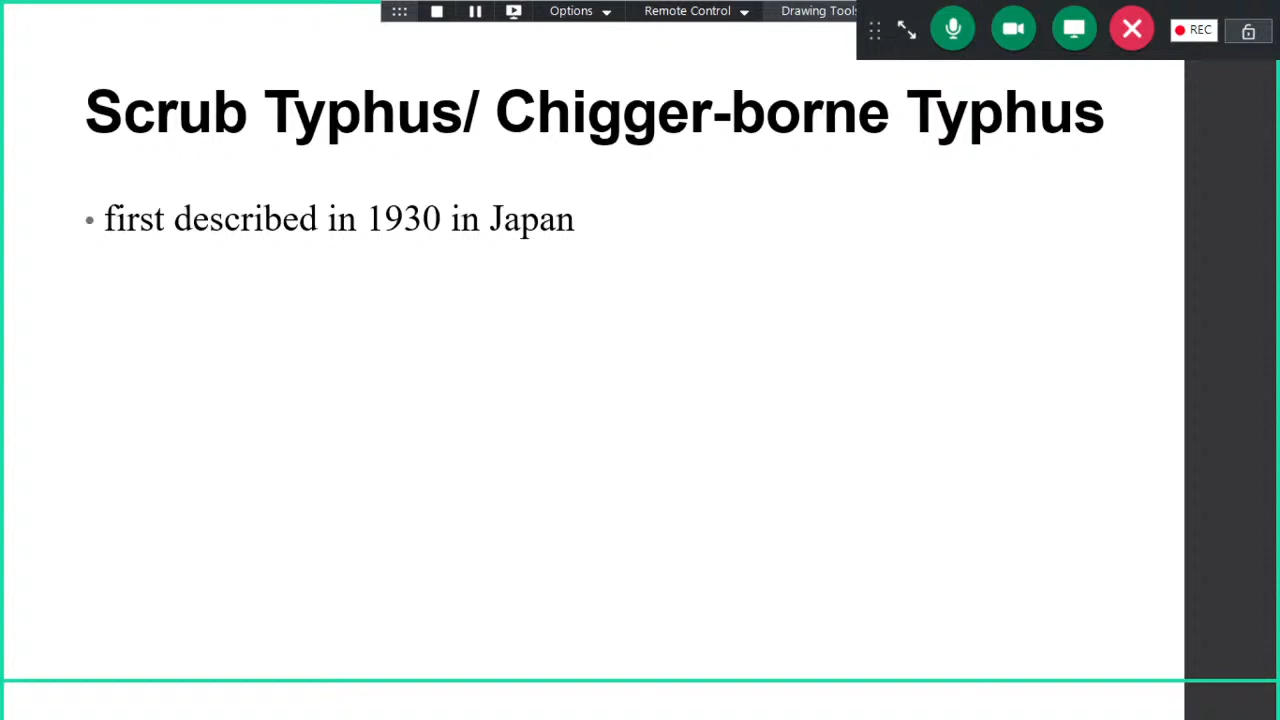 Options
Remote Control
Drawing Tools
REC
Scrub Typhus/ Chigger-borne Typhus
• first described in 1930 in Japan